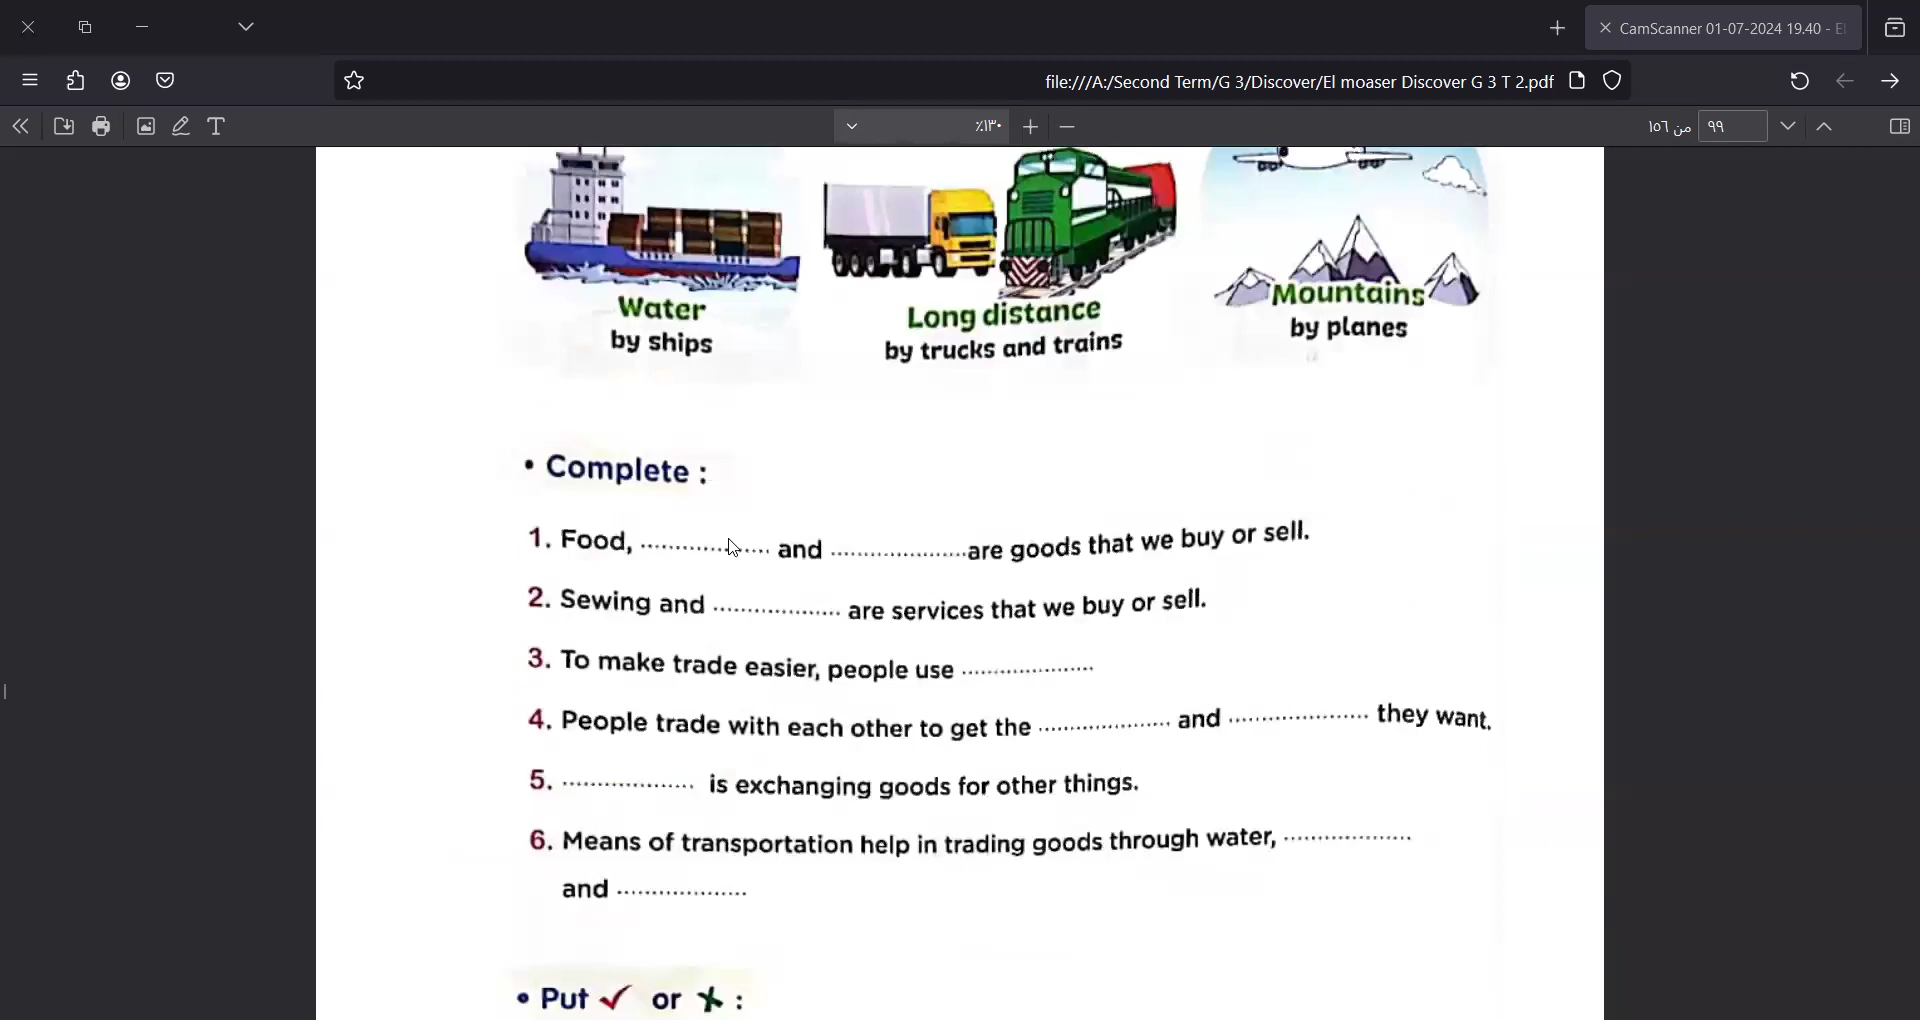 CamScanner 01-07-2024 19.40 - El
file:///A:/Second Term/G 3/Discover/El moaser Discover G 3 T 2.pdf
٪١٣٠
٩٩ من ١٥٦
Water
by ships
Long distance
by trucks and trains
Mountains
by planes
• Complete :
1. Food, .................... and .................... are goods that we buy or sell.
2. Sewing and .................... are services that we buy or sell.
3. To make trade easier, people use ....................
4. People trade with each other to get the .................... and .................... they want.
5. .................... is exchanging goods for other things.
6. Means of transportation help in trading goods through water, ....................
and ....................
• Put ✓ or ✗ :